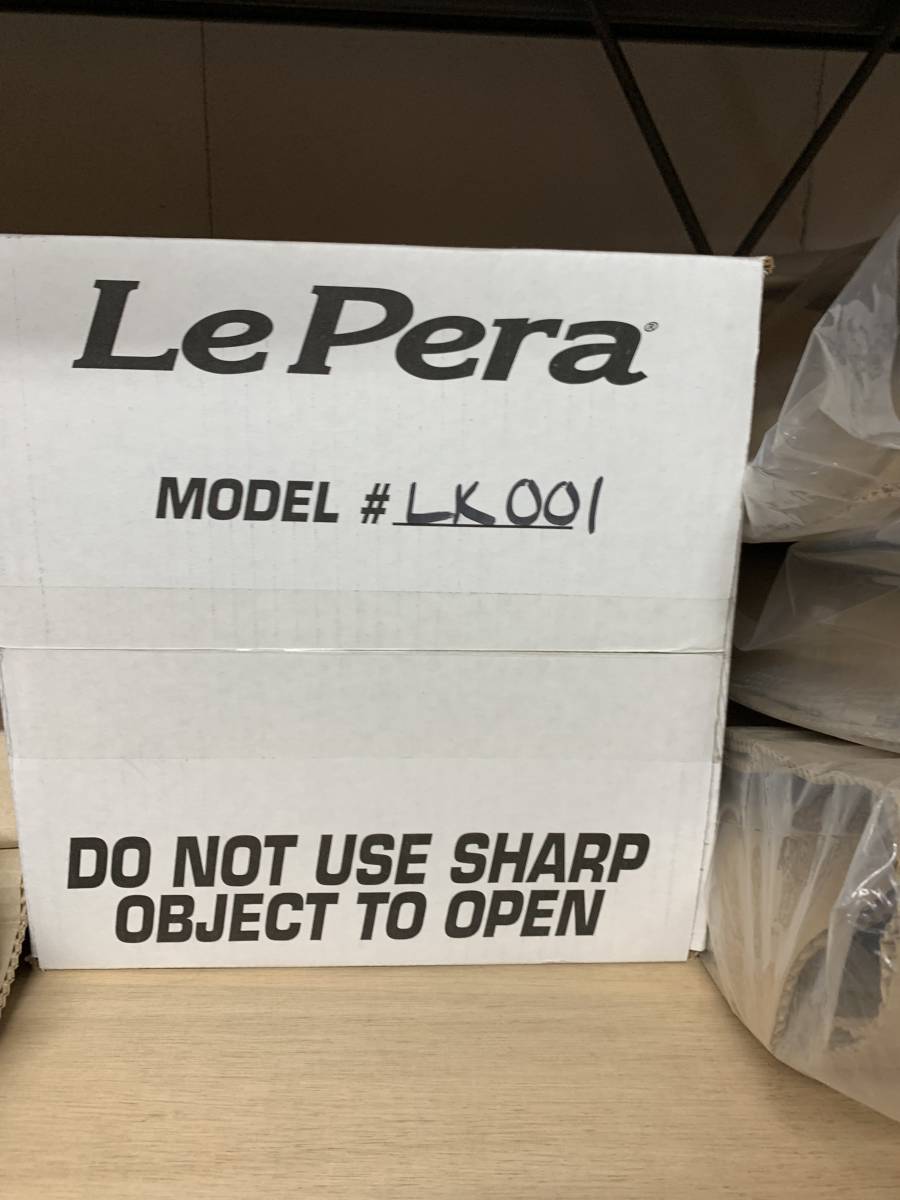 Le Pera®
MODEL # LK001
DO NOT USE SHARP
OBJECT TO OPEN